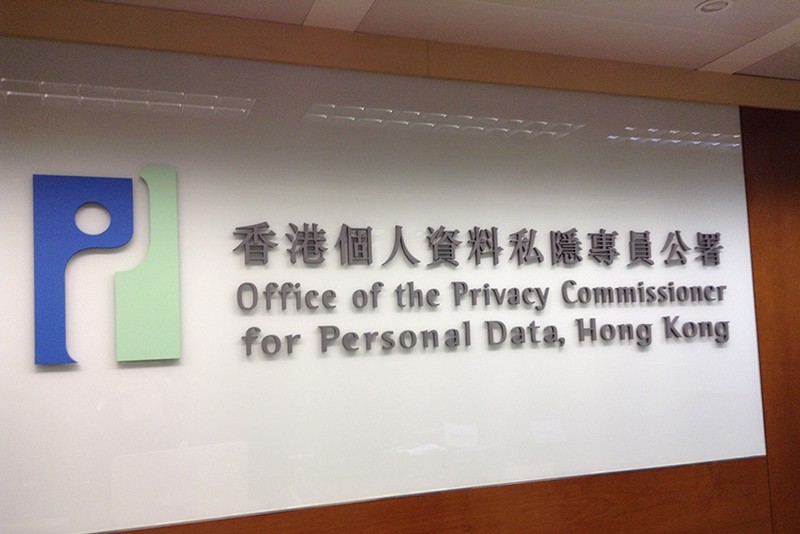 香港個人資料私隱專員公署
Office of the Privacy Commissioner
for Personal Data, Hong Kong